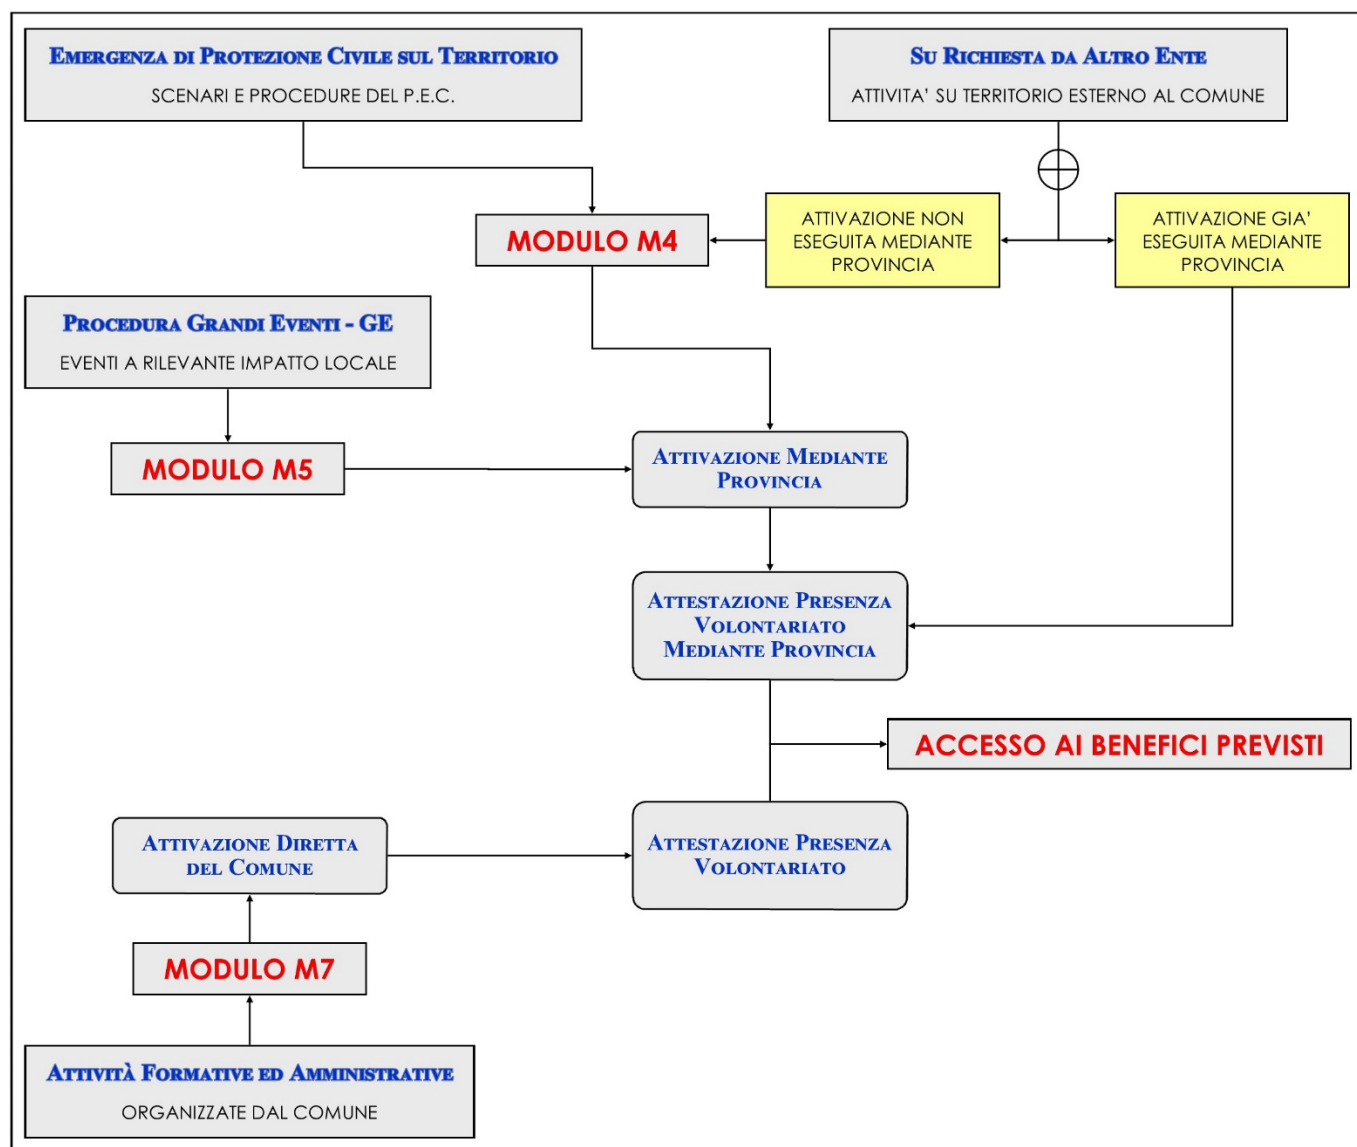 EMERGENZA DI PROTEZIONE CIVILE SUL TERRITORIO
SCENARI E PROCEDURE DEL P.E.C.
SU RICHIESTA DA ALTRO ENTE
ATTIVITA' SU TERRITORIO ESTERNO AL COMUNE
MODULO M4
ATTIVAZIONE NON
ESEGUITA MEDIANTE
PROVINCIA
ATTIVAZIONE GIA'
ESEGUITA MEDIANTE
PROVINCIA
PROCEDURA GRANDI EVENTI - GE
EVENTI A RILEVANTE IMPATTO LOCALE
MODULO M5
ATTIVAZIONE MEDIANTE
PROVINCIA
ATTESTAZIONE PRESENZA
VOLONTARIATO
MEDIANTE PROVINCIA
ACCESSO AI BENEFICI PREVISTI
ATTIVAZIONE DIRETTA
DEL COMUNE
ATTESTAZIONE PRESENZA
VOLONTARIATO
MODULO M7
ATTIVITÀ FORMATIVE ED AMMINISTRATIVE
ORGANIZZATE DAL COMUNE